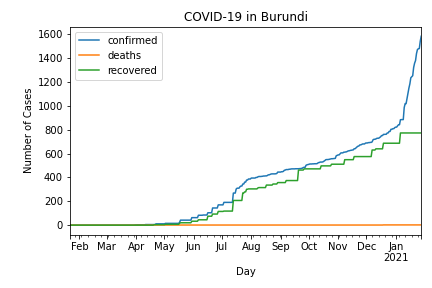 COVID-19 in Burundi
confirmed
deaths
recovered
Number of Cases
1600
1400
1200
1000
800
600
400
200
0
Feb Mar Apr May Jun Jul Aug Sep Oct Nov Dec Jan
2021
Day